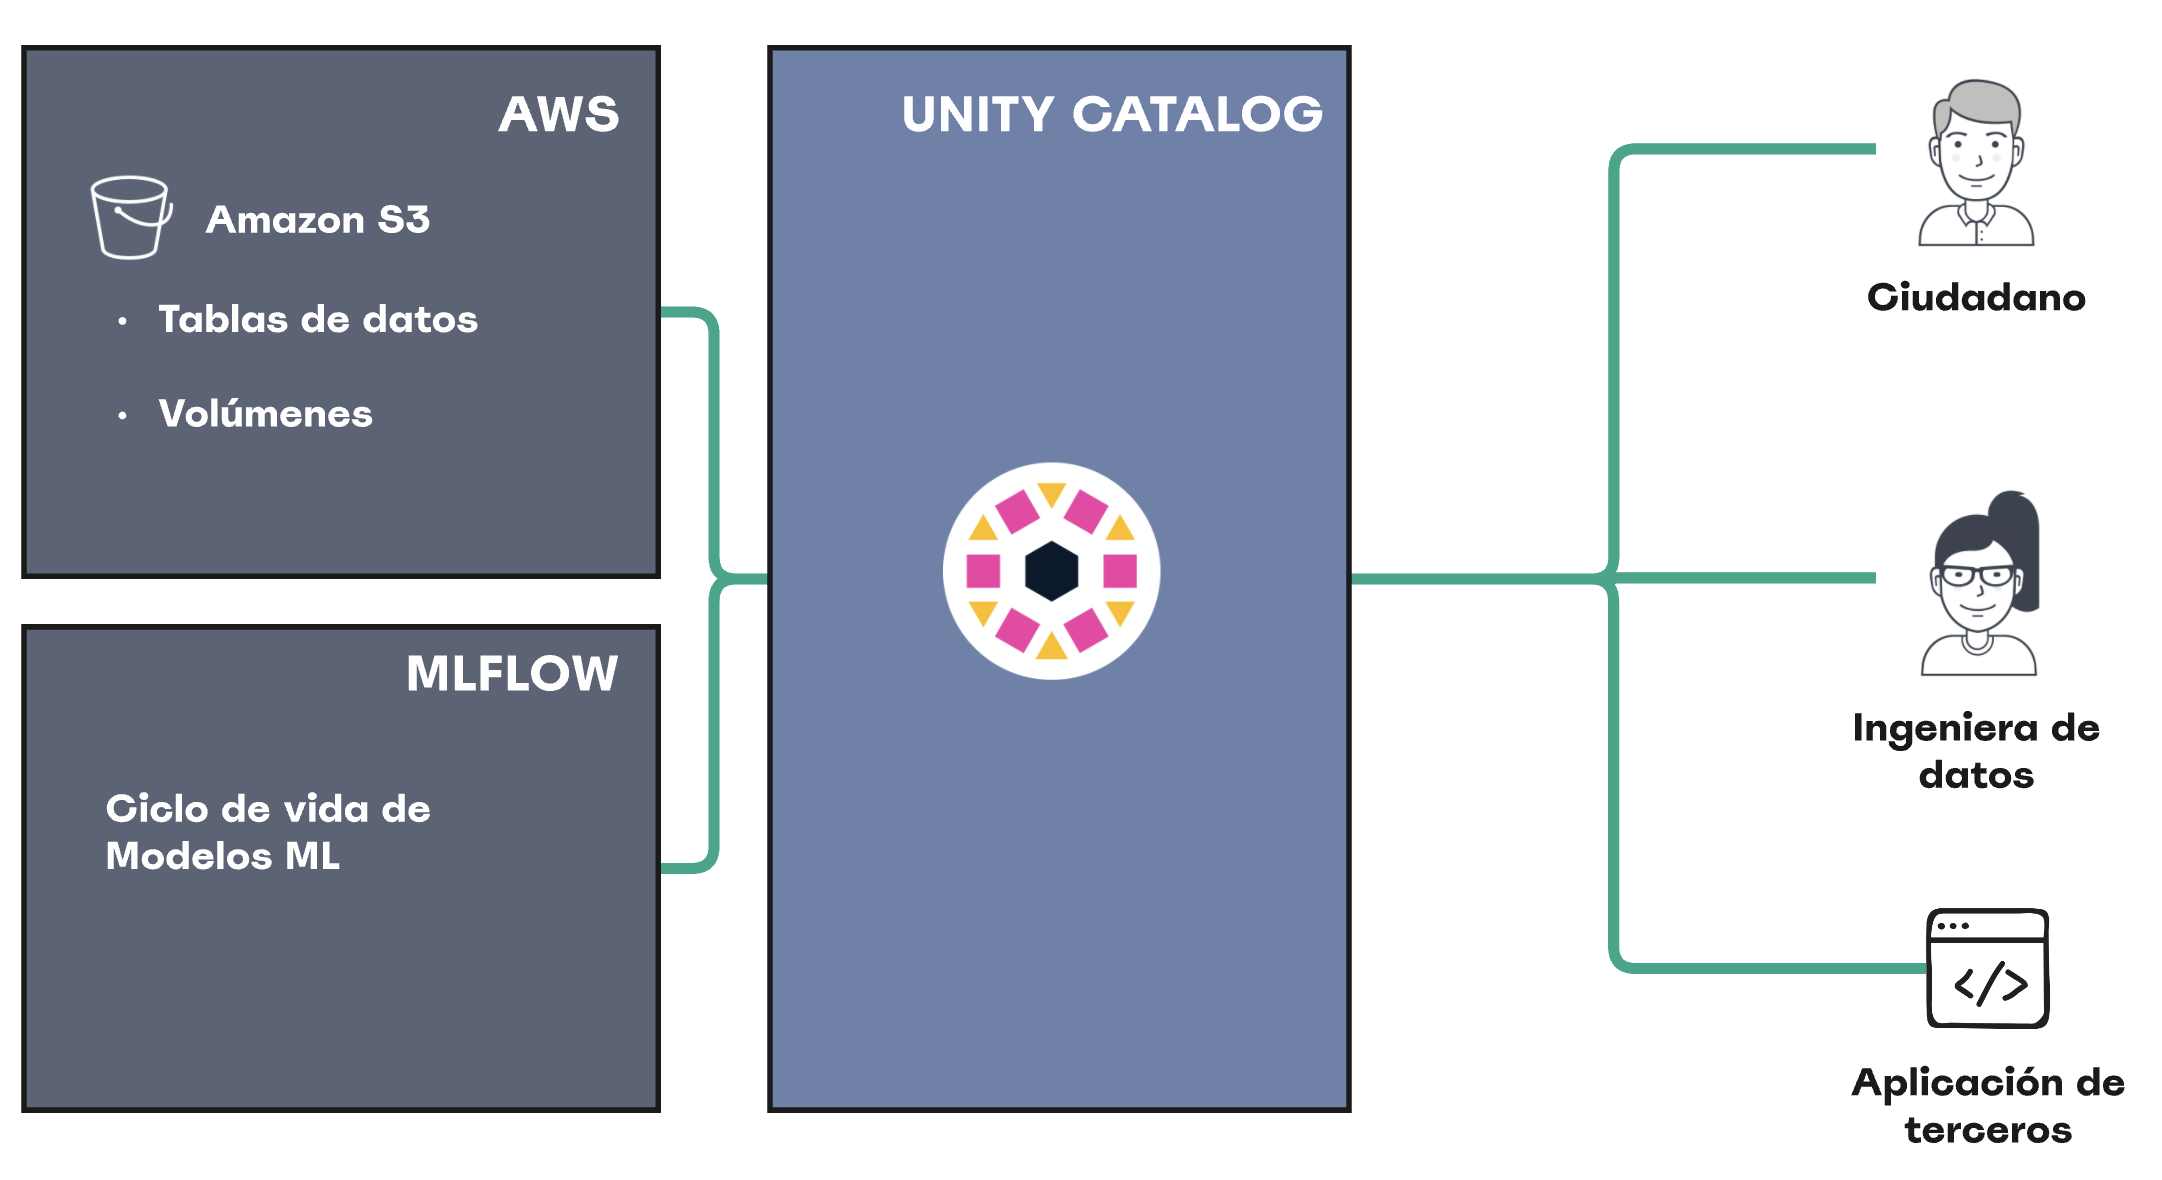 AWS
Amazon S3
• Tablas de datos
• Volúmenes
MLFLOW
Ciclo de vida de
Modelos ML
UNITY CATALOG
Ciudadano
Ingeniera de
datos
</>
Aplicación de
terceros